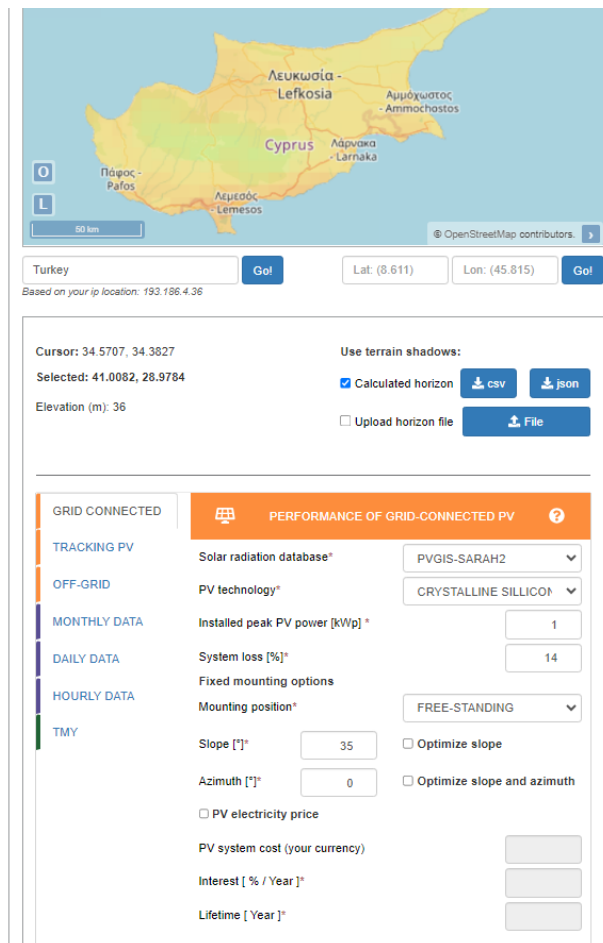 Λευκωσία -
Lefkosia
Αμμόχωστος
- Ammochostos
Cyprus
Λάρνακα
- Larnaka
Πάφος -
Pafos
Λεμεσός
- Lemesos
O
L
50 km
© OpenStreetMap contributors.
Turkey Go! Lat: (8.611) Lon: (45.815) Go!
Based on your ip location: 193.186.4.36
Cursor: 34.5707, 34.3827 Use terrain shadows:
Selected: 41.0082, 28.9784 Calculated horizon csv json
Elevation (m): 36 Upload horizon file File
GRID CONNECTED
TRACKING PV
OFF-GRID
MONTHLY DATA
DAILY DATA
HOURLY DATA
TMY
PERFORMANCE OF GRID-CONNECTED PV ?
Solar radiation database* PVGIS-SARAH2
PV technology* CRYSTALLINE SILLICON
Installed peak PV power [kWp] * 1
System loss [%]* 14
Fixed mounting options
Mounting position* FREE-STANDING
Slope [°]* 35 Optimize slope
Azimuth [°]* 0 Optimize slope and azimuth
PV electricity price
PV system cost (your currency)
Interest [ % / Year ]*
Lifetime [ Year ]*